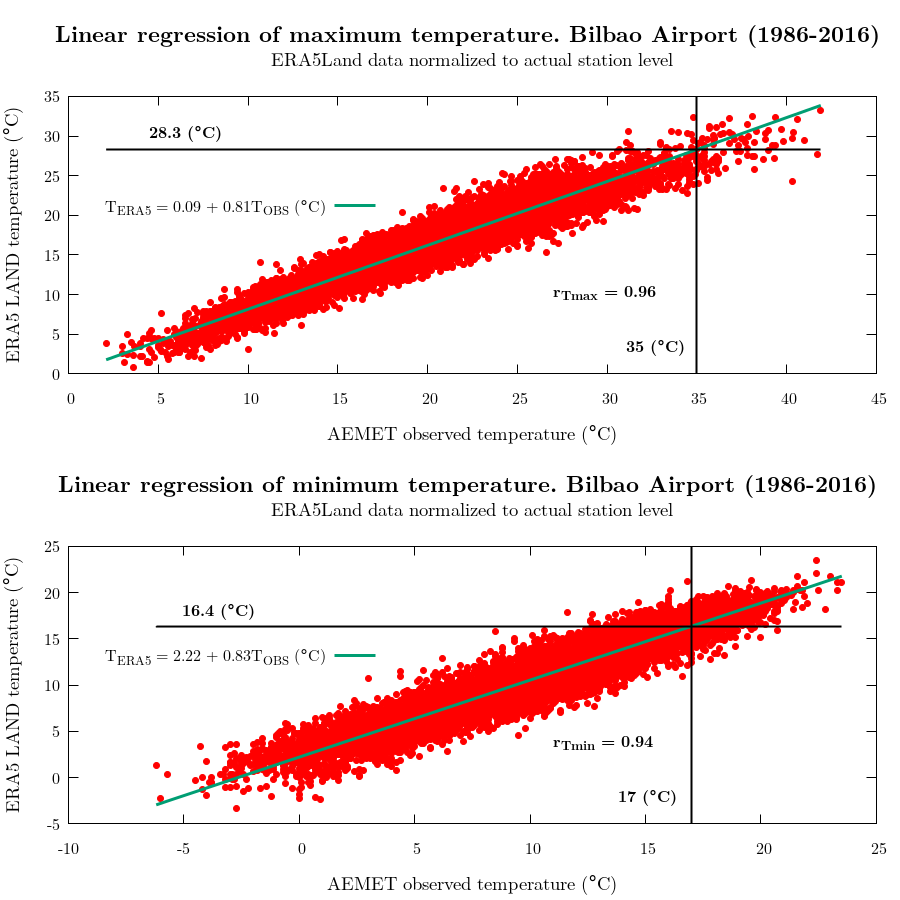 Linear regression of maximum temperature. Bilbao Airport (1986-2016)
ERA5Land data normalized to actual station level
ERA5 LAND temperature (°C)
35
30
25
20
15
10
5
0
28.3 (°C)
T_ERA5 = 0.09 + 0.81T_OBS (°C)
r_Tmax = 0.96
35 (°C)
0 5 10 15 20 25 30 35 40 45
AEMET observed temperature (°C)
Linear regression of minimum temperature. Bilbao Airport (1986-2016)
ERA5Land data normalized to actual station level
ERA5 LAND temperature (°C)
25
20
15
10
5
0
-5
16.4 (°C)
T_ERA5 = 2.22 + 0.83T_OBS (°C)
r_Tmin = 0.94
17 (°C)
-10 -5 0 5 10 15 20 25
AEMET observed temperature (°C)